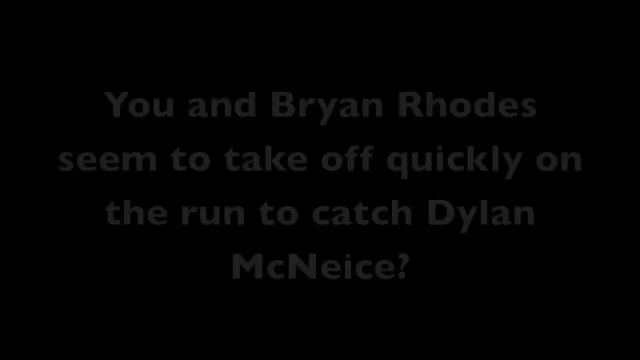 You and Bryan Rhodes
seem to take off quickly on
the run to catch Dylan
McNeice?